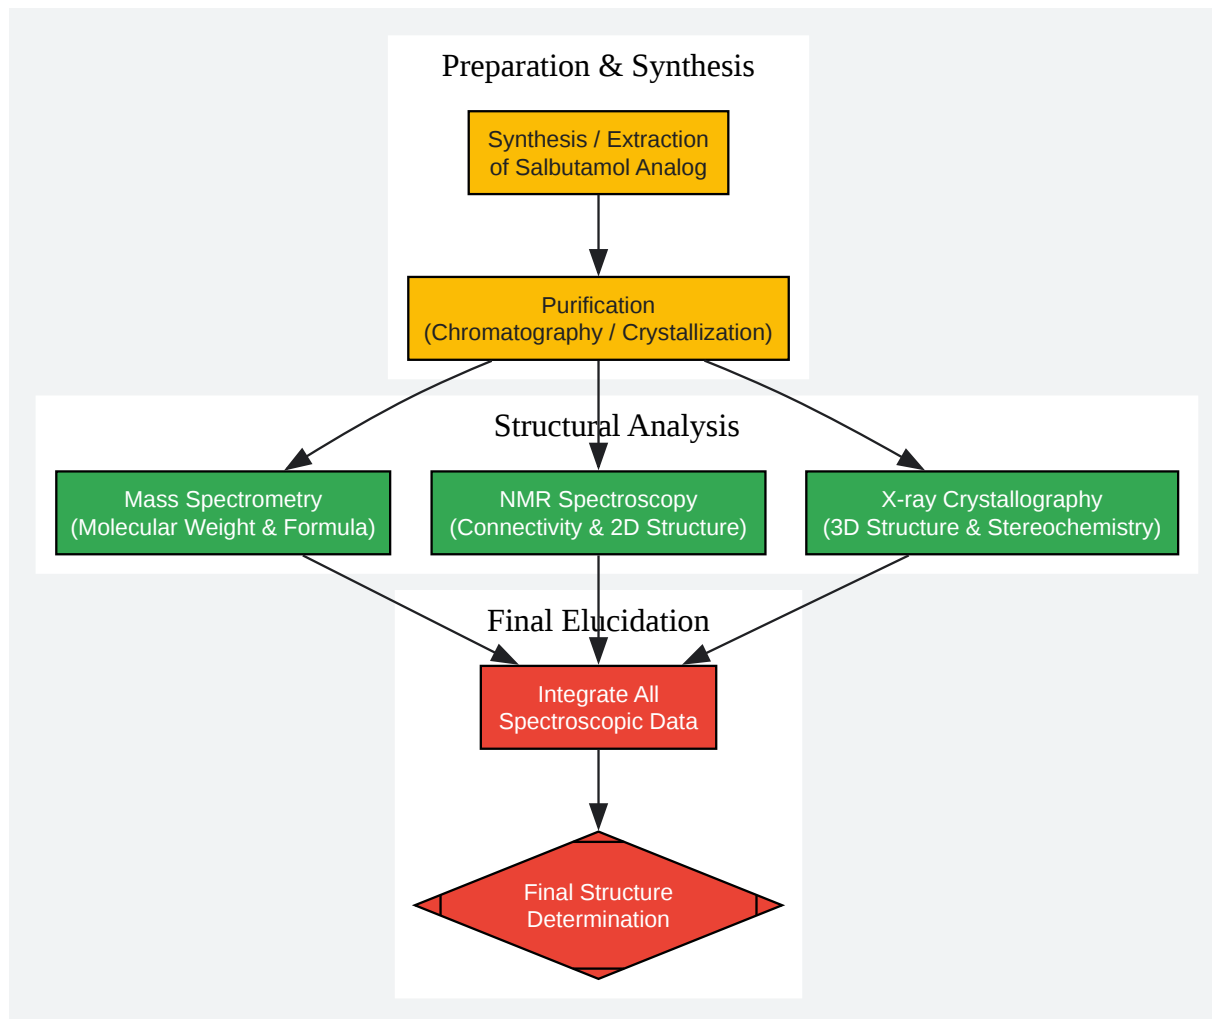 Preparation & Synthesis
Synthesis / Extraction
of Salbutamol Analog
Purification
(Chromatography / Crystallization)
Structural Analysis
Mass Spectrometry
(Molecular Weight & Formula)
NMR Spectroscopy
(Connectivity & 2D Structure)
X-ray Crystallography
(3D Structure & Stereochemistry)
Final Elucidation
Integrate All
Spectroscopic Data
Final Structure
Determination